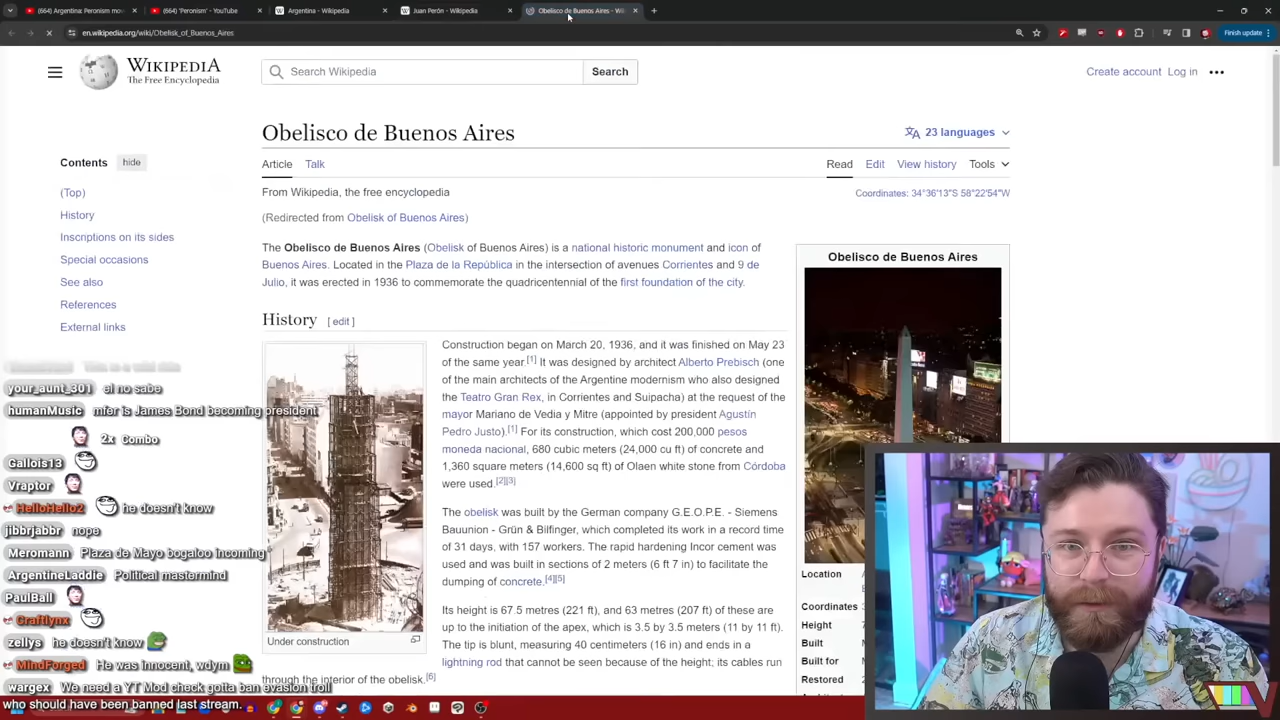 (664) Argentina: Peronism mov
(664) 'Peronism' - YouTube
Argentina - Wikipedia
Juan Perón - Wikipedia
Obelisco de Buenos Aires - Wi
en.wikipedia.org/wiki/Obelisk_of_Buenos_Aires
Finish update
WIKIPEDIA
The Free Encyclopedia
Search Wikipedia
Search
Create account Log in
Obelisco de Buenos Aires
23 languages
Contents hide
Article Talk
Read Edit View history Tools
(Top)
From Wikipedia, the free encyclopedia
Coordinates: 34°36′13″S 58°22′54″W
History
(Redirected from Obelisk of Buenos Aires)
Inscriptions on its sides
Special occasions
See also
References
External links
The Obelisco de Buenos Aires (Obelisk of Buenos Aires) is a national historic monument and icon of
Buenos Aires. Located in the Plaza de la República in the intersection of avenues Corrientes and 9 de
Julio, it was erected in 1936 to commemorate the quadricentennial of the first foundation of the city.
Obelisco de Buenos Aires
History [ edit ]
Construction began on March 20, 1936, and it was finished on May 23
of the same year.[1] It was designed by architect Alberto Prebisch (one
of the main architects of the Argentine modernism who also designed
the Teatro Gran Rex, in Corrientes and Suipacha) at the request of the
mayor Mariano de Vedia y Mitre (appointed by president Agustín
Pedro Justo).[1] For its construction, which cost 200,000 pesos
moneda nacional, 680 cubic meters (24,000 cu ft) of concrete and
1,360 square meters (14,600 sq ft) of Olaen white stone from Córdoba
were used.[2][3]
The obelisk was built by the German company G.E.O.P.E. - Siemens
Bauunion - Grün & Bilfinger, which completed its work in a record time
of 31 days, with 157 workers. The rapid hardening Incor cement was
used and was built in sections of 2 meters (6 ft 7 in) to facilitate the
dumping of concrete.[4][5]
Its height is 67.5 metres (221 ft), and 63 metres (207 ft) of these are
up to the initiation of the apex, which is 3.5 by 3.5 meters (11 by 11 ft).
The tip is blunt, measuring 40 centimeters (16 in) and ends in a
lightning rod that cannot be seen because of the height; its cables run
through the interior of the obelisk.[6]
Under construction
Location
Coordinates
Height
Built
Built for
Restored
your_aunt_301 el no sabe
humanMusic mier is James Bond becoming president
2x Combo
Gallois13
Vraptor
HelloHello2 he doesn't know
jibbrjabbr nope
Meromann Plaza de Mayo bogaloo incoming
ArgentineLaddie Political mastermind
PaulBall
Craftlynx
zellys he doesn't know
MindForged He was innocent, wdym
wargex We need a YT Mod check gotta ban evasion troll
who should have been banned last stream.
TV